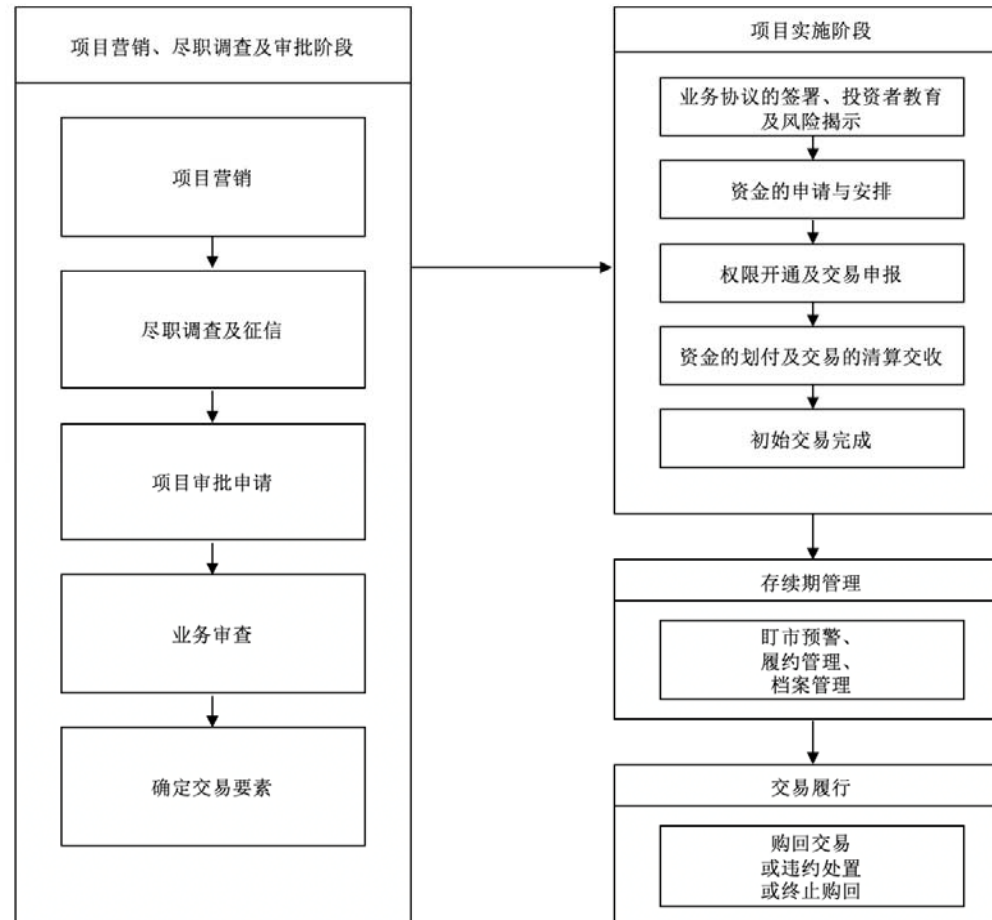 项目营销、尽职调查及审批阶段
项目营销
尽职调查及征信
项目审批申请
业务审查
确定交易要素
项目实施阶段
业务协议的签署、投资者教育
及风险揭示
资金的申请与安排
权限开通及交易申报
资金的划付及交易的清算交收
初始交易完成
存续期管理
盯市预警、
履约管理、
档案管理
交易履行
购回交易
或违约处置
或终止购回